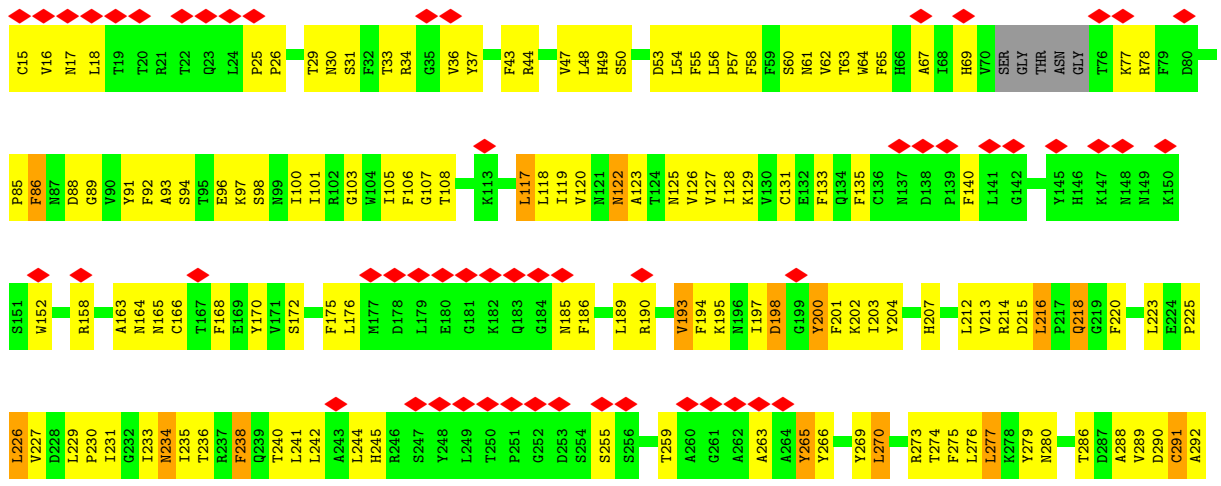 C15 V16 N17 L18 T19 T20 R21 T22 Q23 L24 P25 P26 T29 N30 S31 F32 T33 R34 G35 V36 Y37 F43 R44 V47 L48 H49 S50 D53 L54 F55 L56 P57 F58 F59 S60 N61 V62 T63 W64 F65 H66 A67 I68 H69 V70 SER GLY THR ASN GLY T76 K77 R78 F79 D80
P85 F86 N87 D88 G89 V90 Y91 F92 A93 S94 T95 E96 K97 S98 N99 I100 I101 R102 G103 W104 I105 F106 G107 T108 K113 L117 L118 I119 V120 N121 N122 A123 T124 N125 V126 V127 I128 K129 V130 C131 E132 F133 Q134 F135 C136 N137 D138 P139 F140 L141 G142 Y145 H146 K147 N148 N149 K150
S151 W152 R158 A163 N164 N165 C166 T167 F168 E169 Y170 V171 S172 F175 L176 M177 D178 L179 E180 G181 K182 Q183 G184 N185 F186 L189 R190 V193 F194 K195 N196 I197 D198 G199 Y200 F201 K202 I203 Y204 H207 L212 V213 R214 D215 L216 P217 Q218 G219 F220 L223 E224 P225
L226 V227 D228 L229 P230 I231 G232 I233 N234 I235 T236 R237 F238 Q239 T240 L241 L242 A243 L244 H245 R246 S247 Y248 L249 T250 P251 G252 D253 S254 S255 S256 T259 A260 G261 A262 A263 A264 Y265 Y266 Y269 L270 R273 T274 F275 L276 L277 K278 Y279 N280 T286 D287 A288 V289 D290 C291 A292